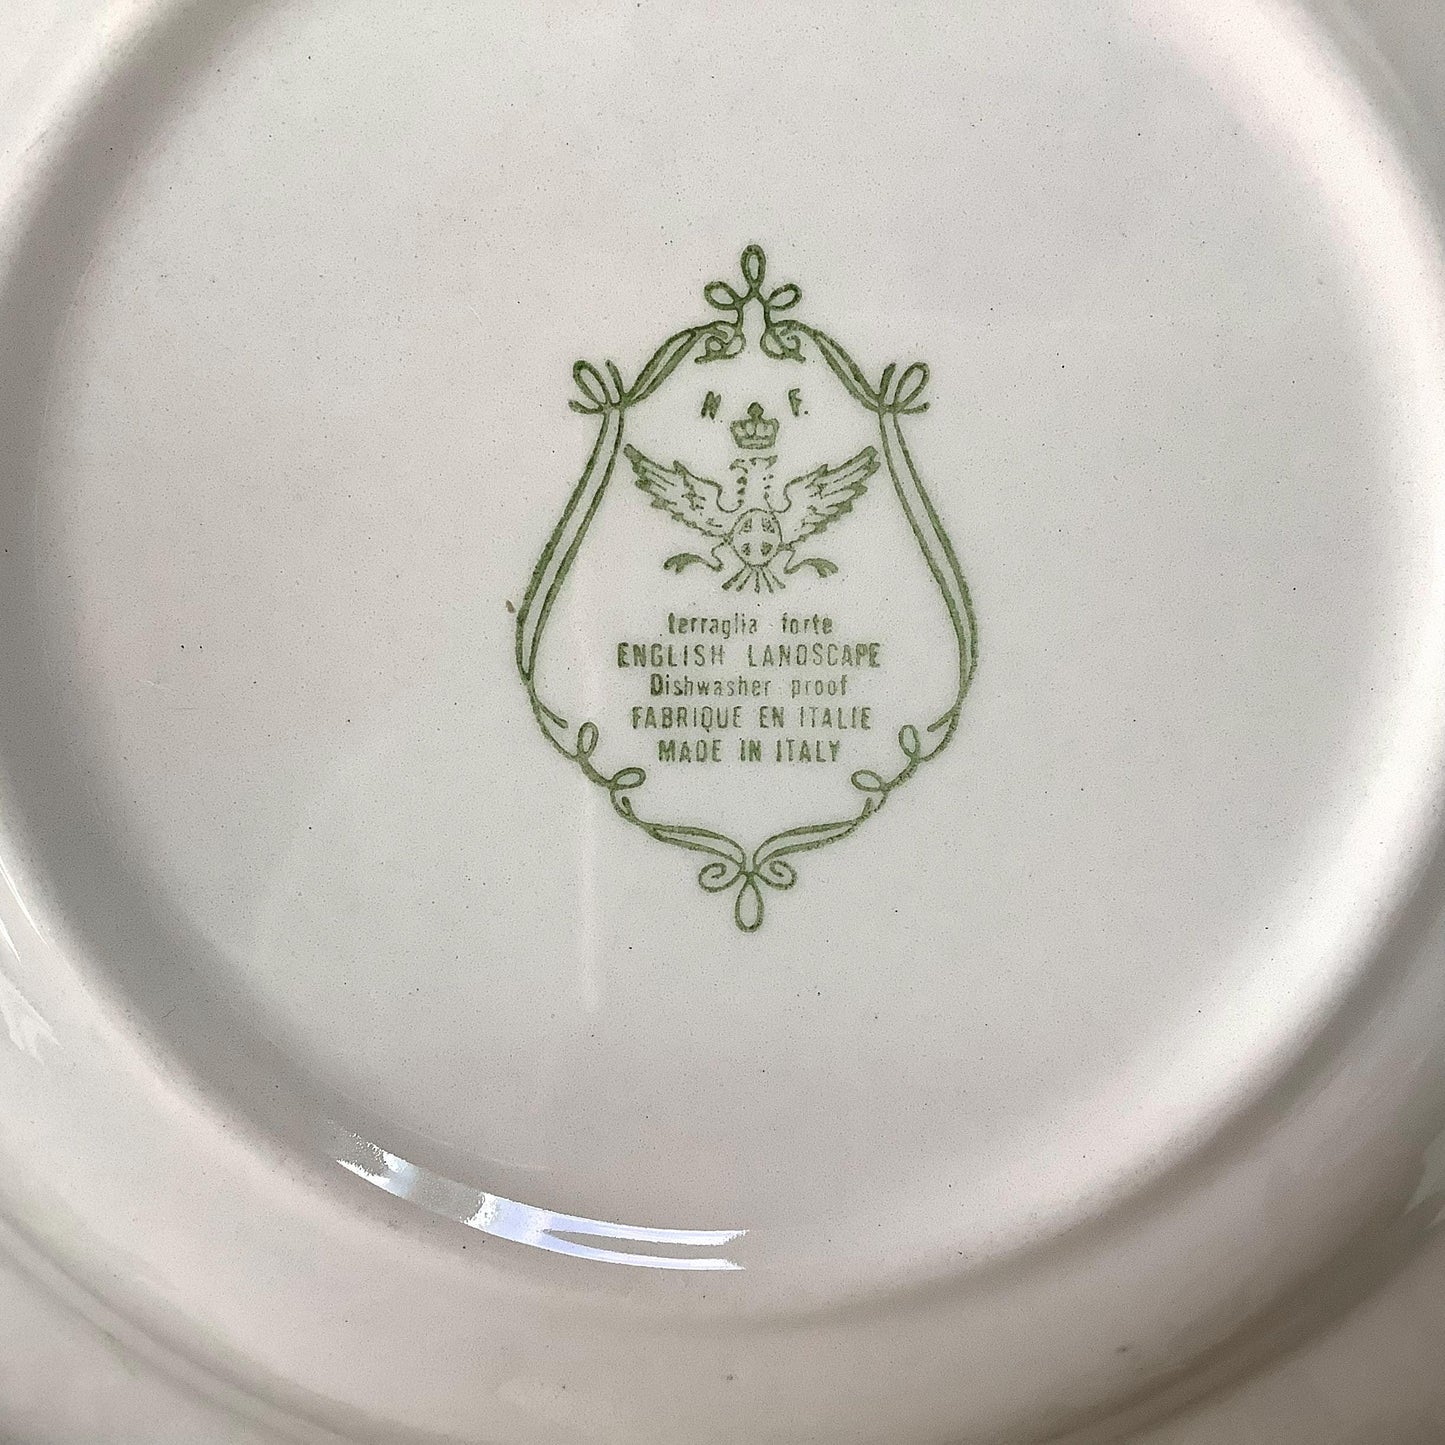 N F.
terraglia forte
ENGLISH LANDSCAPE
Dishwasher proof
FABRIQUE EN ITALIE
MADE IN ITALY